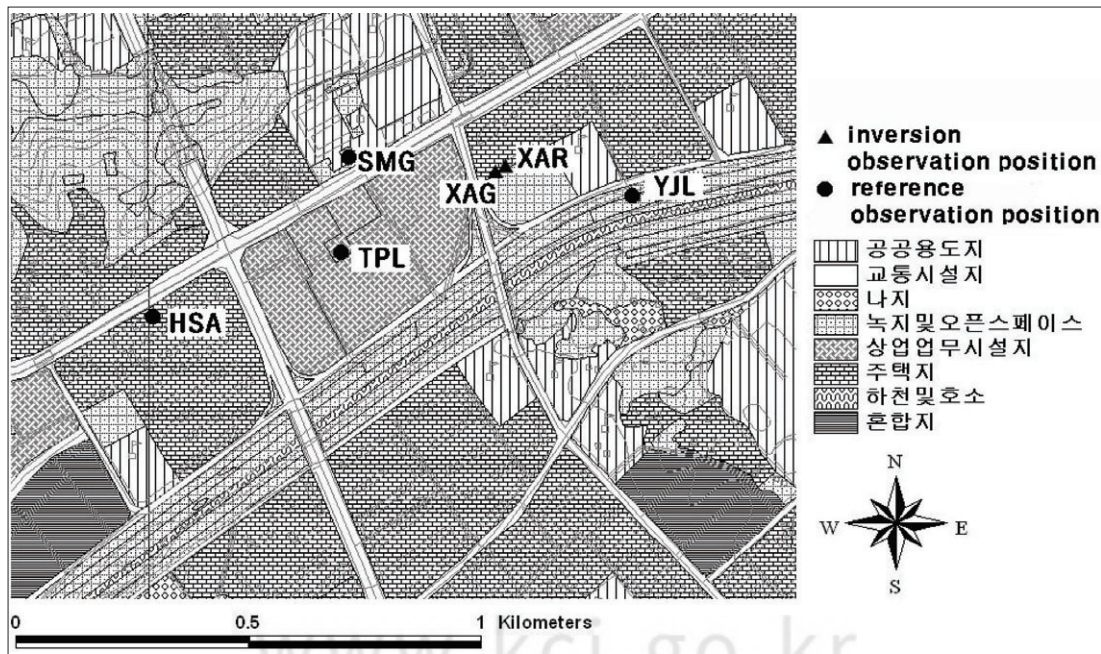 SMG
XAR
XAG
YJL
TPL
HSA
inversion
observation position
reference
observation position
공공용도지
교통시설지
나지
녹지및오픈스페이스
상업업무시설지
주택지
하천및호소
혼합지
N
W E
S
0 0.5 1 Kilometers
www.kci.go.kr